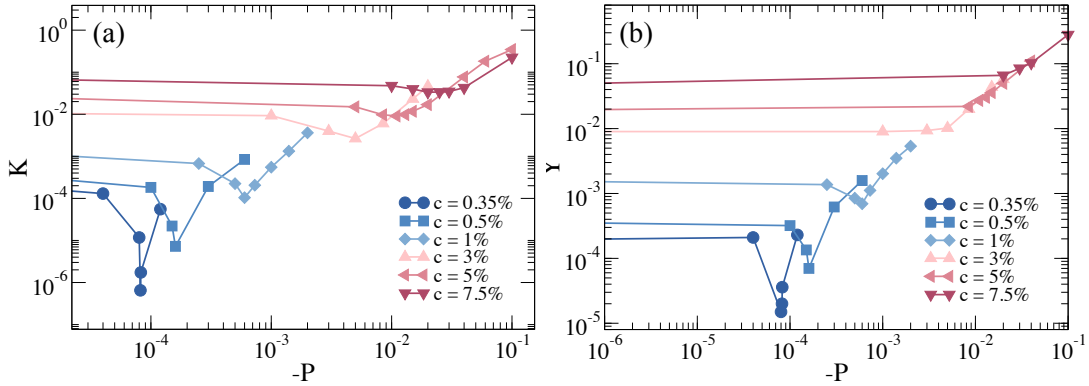 (a)
K
10^0
10^-2
10^-4
10^-6
c = 0.35%
c = 0.5%
c = 1%
c = 3%
c = 5%
c = 7.5%
10^-4
10^-3
10^-2
10^-1
-P
(b)
Y
10^-1
10^-2
10^-3
10^-4
10^-5
c = 0.35%
c = 0.5%
c = 1%
c = 3%
c = 5%
c = 7.5%
10^-6
10^-5
10^-4
10^-3
10^-2
10^-1
-P